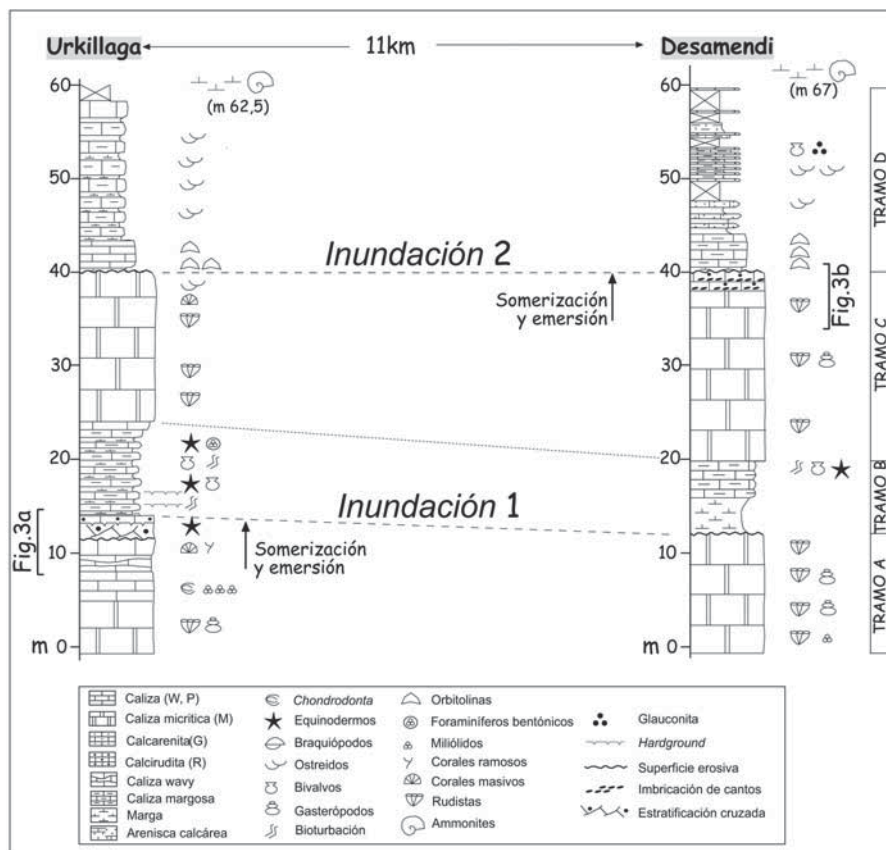 Urkillaga 11km Desamendi
60 (m 62,5) 60 (m 67)
50 50
TRAMO D
Inundación 2
40 40
Somerización
y emersión
Fig.3b
30 30
TRAMO C
20 20
TRAMO B
Inundación 1
Fig.3a
Somerización
y emersión
10 10
TRAMO A
m 0 m 0
Caliza (W, P)
Caliza micritica (M)
Calcarenita(G)
Calcirudita (R)
Caliza wavy
Caliza margosa
Marga
Arenisca calcárea
Chondrodonta
Equinodermos
Braquiópodos
Ostreidos
Bivalvos
Gasterópodos
Bioturbación
Orbitolinas
Foraminíferos bentónicos
Miliólidos
Corales ramosos
Corales masivos
Rudistas
Ammonites
Glauconita
Hardground
Superficie erosiva
Imbricación de cantos
Estratificación cruzada